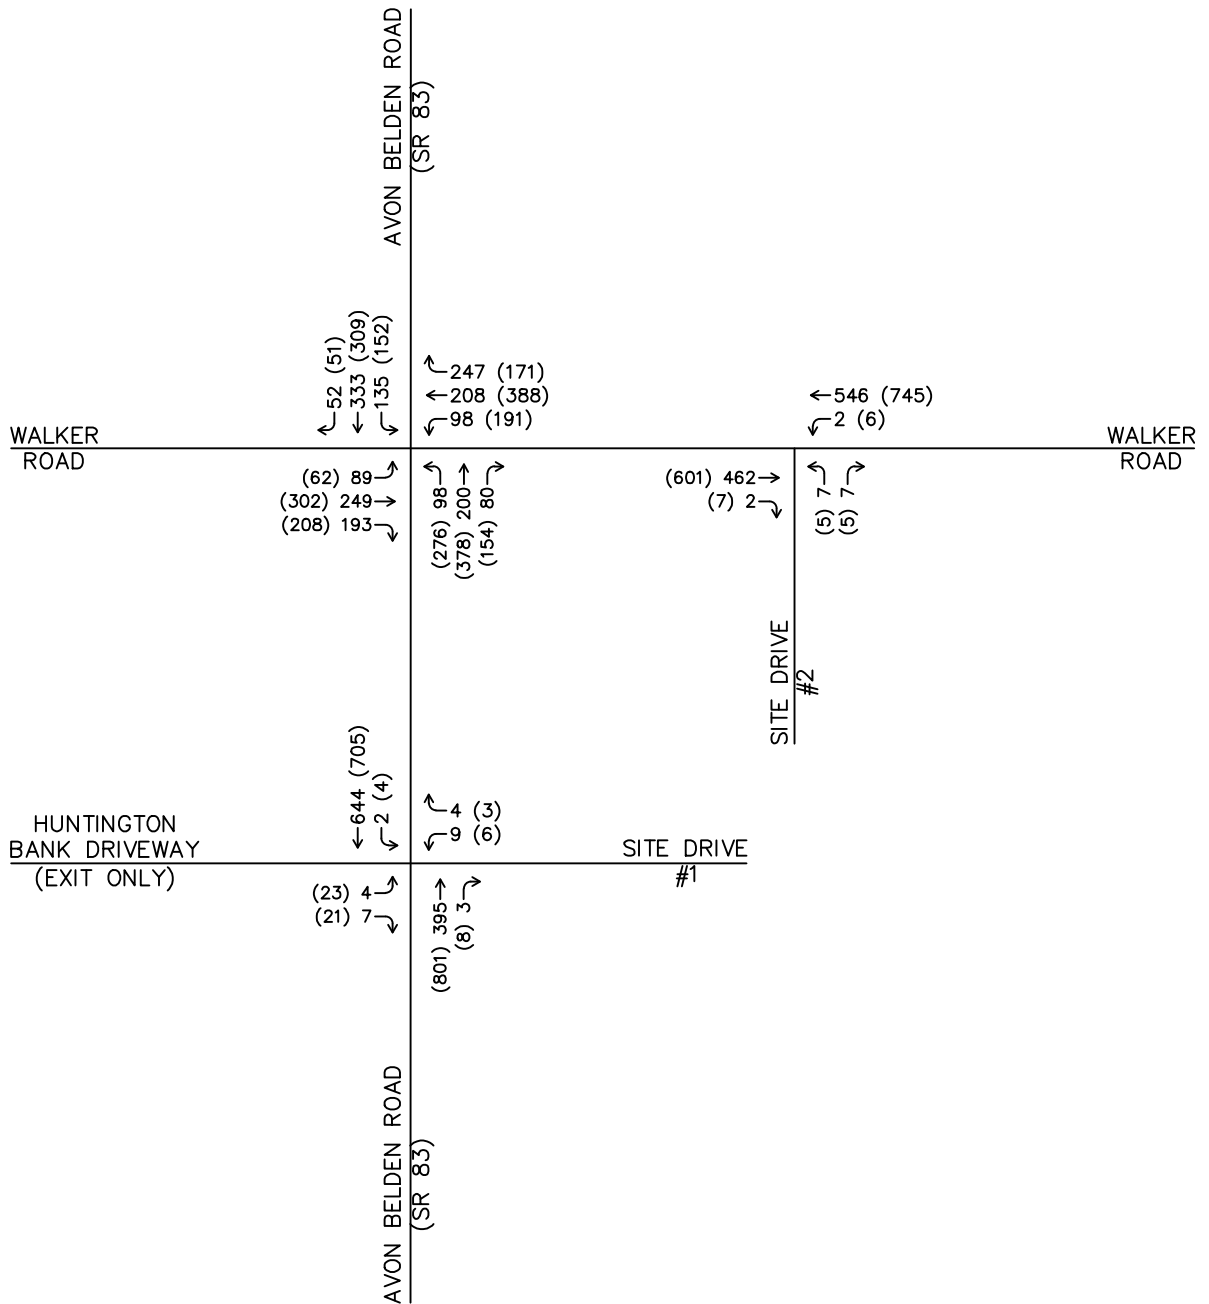 AVON BELDEN ROAD
(SR 83)
52 (51)
333 (309)
135 (152)
247 (171)
208 (388)
98 (191)
546 (745)
2 (6)
WALKER
ROAD
WALKER
ROAD
(62) 89
(302) 249
(208) 193
(276) 98
(378) 200
(154) 80
(601) 462
(7) 2
(5) 7
(5) 7
SITE DRIVE
#2
644 (705)
2 (4)
4 (3)
9 (6)
HUNTINGTON
BANK DRIVEWAY
(EXIT ONLY)
SITE DRIVE
#1
(23) 4
(21) 7
(801) 395
(8) 3
AVON BELDEN ROAD
(SR 83)